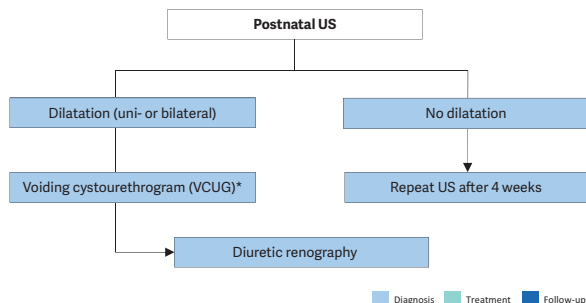 Postnatal US
Dilatation (uni- or bilateral)
No dilatation
Voiding cystourethrogram (VCUG)*
Repeat US after 4 weeks
Diuretic renography
Diagnosis Treatment Follow-up